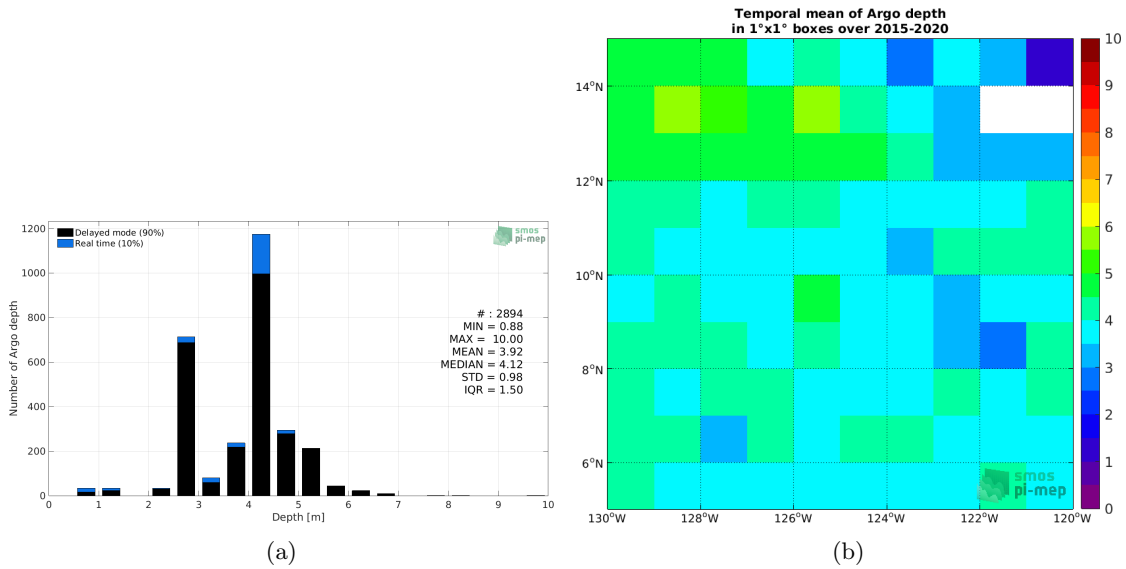 Delayed mode (90%)
Real time (10%)
smos
pi-mep
# : 2894
MIN = 0.88
MAX = 10.00
MEAN = 3.92
MEDIAN = 4.12
STD = 0.98
IQR = 1.50
Number of Argo depth
1200
1000
800
600
400
200
0
0 1 2 3 4 5 6 7 8 9 10
Depth [m]
(a)
Temporal mean of Argo depth
in 1°x1° boxes over 2015-2020
14°N
12°N
10°N
8°N
6°N
130°W 128°W 126°W 124°W 122°W 120°W
10
9
8
7
6
5
4
3
2
1
0
smos
pi-mep
(b)